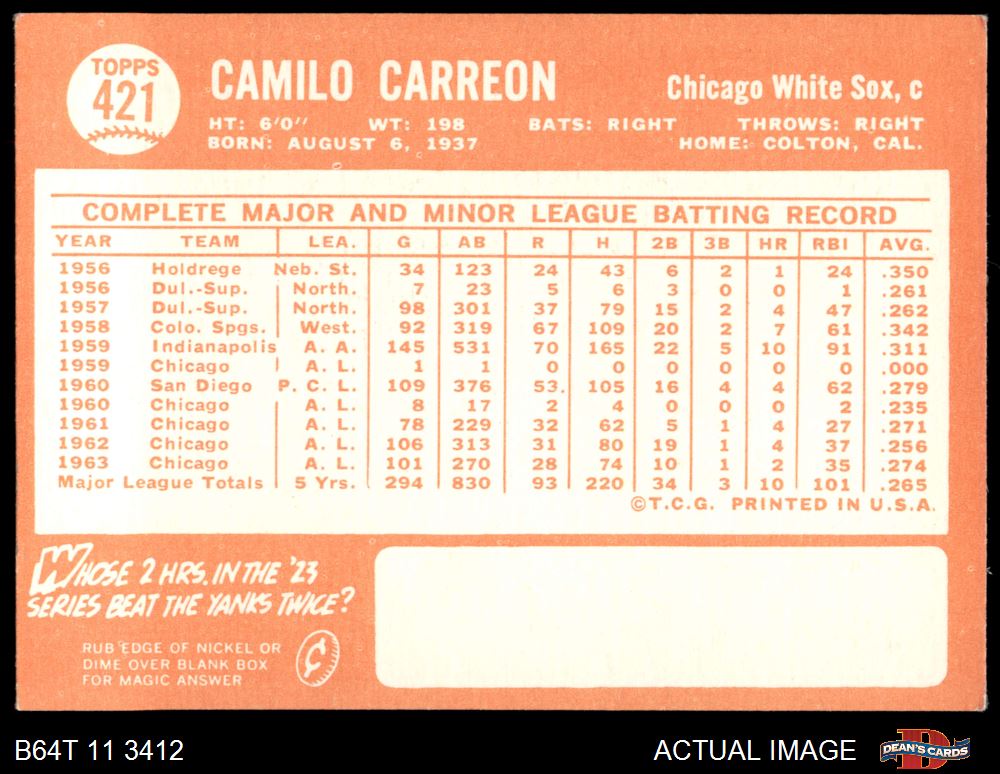 TOPPS
421
CAMILO CARREON
Chicago White Sox, c
HT: 6'0" WT: 198 BATS: RIGHT THROWS: RIGHT
BORN: AUGUST 6, 1937 HOME: COLTON, CAL.
COMPLETE MAJOR AND MINOR LEAGUE BATTING RECORD
YEAR TEAM LEA. G AB R H 2B 3B HR RBI AVG.
1956 Holdrege Neb. St. 34 123 24 43 6 2 1 24 .350
1956 Dul.-Sup. North. 7 23 5 6 3 0 0 1 .261
1957 Dul.-Sup. North. 98 301 37 79 15 2 4 47 .262
1958 Colo. Spgs. West. 92 319 67 109 20 2 7 61 .342
1959 Indianapolis A. A. 145 531 70 165 22 5 10 91 .311
1959 Chicago A. L. 1 1 0 0 0 0 0 0 .000
1960 San Diego P. C. L. 109 376 53. 105 16 4 4 62 .279
1960 Chicago A. L. 8 17 2 4 0 0 0 2 .235
1961 Chicago A. L. 78 229 32 62 5 1 4 27 .271
1962 Chicago A. L. 106 313 31 80 19 1 4 37 .256
1963 Chicago A. L. 101 270 28 74 10 1 2 35 .274
Major League Totals 5 Yrs. 294 830 93 220 34 3 10 101 .265
©T.C.G. PRINTED IN U.S.A.
WHOSE 2 HRS. IN THE '23
SERIES BEAT THE YANKS TWICE?
RUB EDGE OF NICKEL OR
DIME OVER BLANK BOX
FOR MAGIC ANSWER
¢
B64T 11 3412
ACTUAL IMAGE
D
DEAN'S CARDS